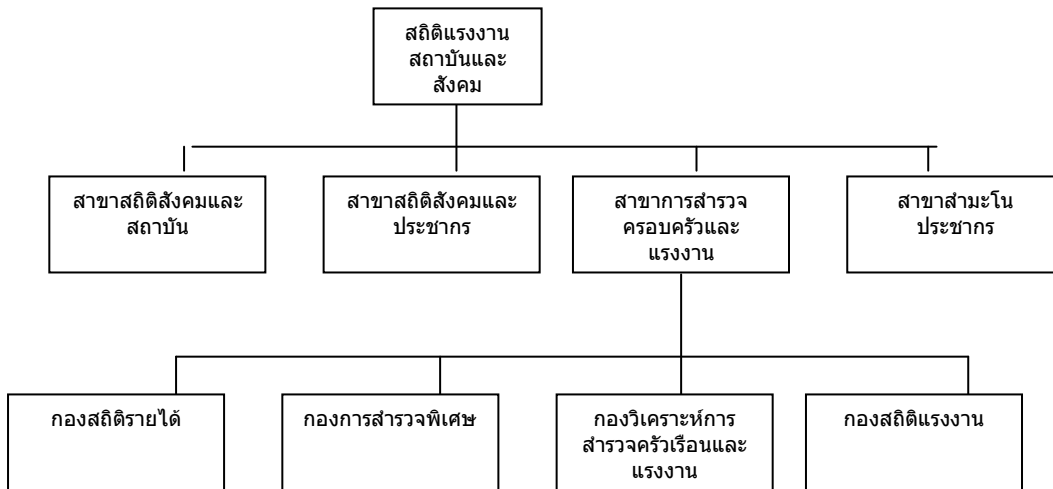 สถิติแรงงาน
สถาบันและ
สังคม
สาขาสถิติสังคมและ
สถาบัน
สาขาสถิติสังคมและ
ประชากร
สาขาการสำรวจ
ครอบครัวและ
แรงงาน
สาขาสำมะโน
ประชากร
กองสถิติรายได้
กองการสำรวจพิเศษ
กองวิเคราะห์การ
สำรวจครัวเรือนและ
แรงงาน
กองสถิติแรงงาน